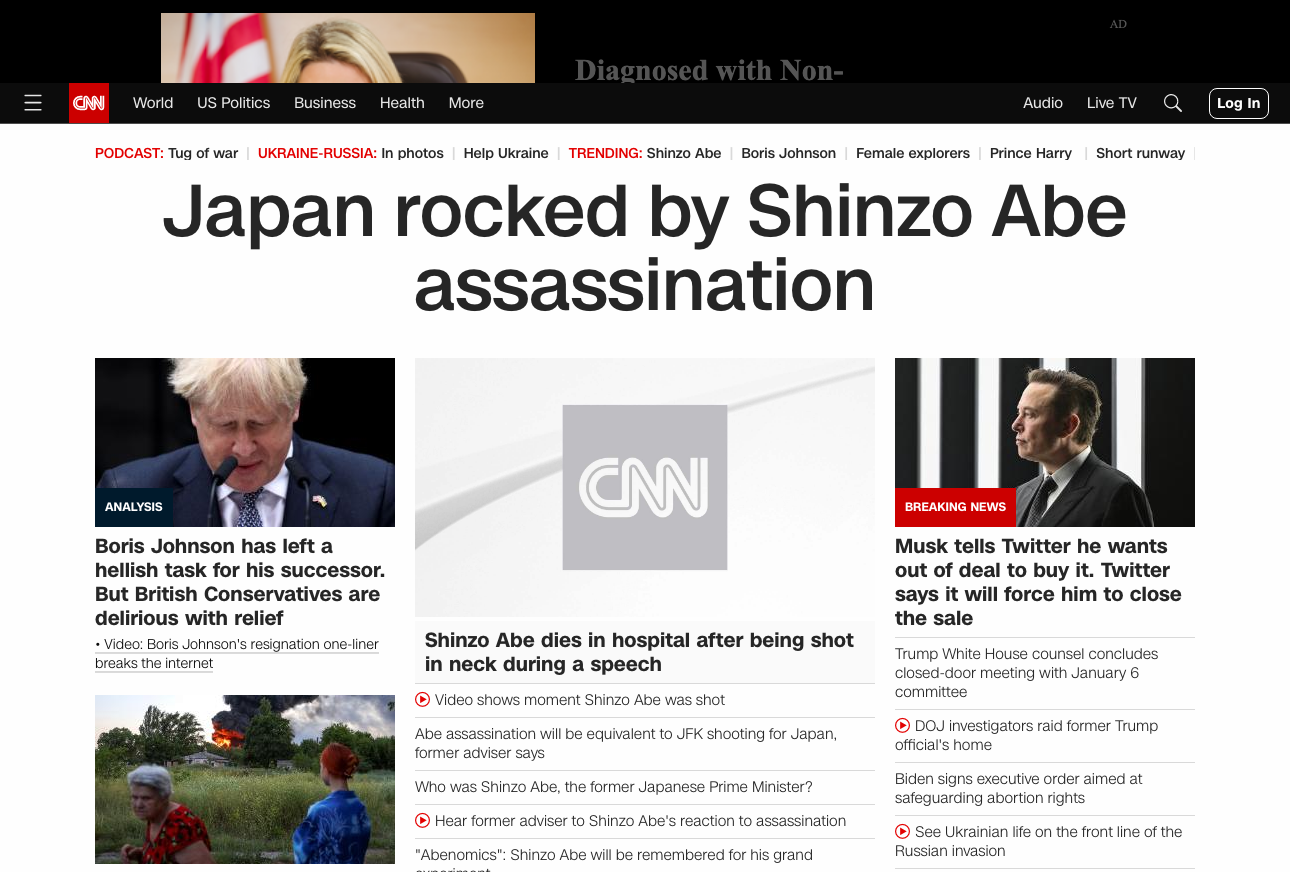 AD
Diagnosed with Non-
CNN
World US Politics Business Health More Audio Live TV Log In
PODCAST: Tug of war | UKRAINE-RUSSIA: In photos | Help Ukraine | TRENDING: Shinzo Abe | Boris Johnson | Female explorers | Prince Harry | Short runway
Japan rocked by Shinzo Abe
assassination
ANALYSIS
Boris Johnson has left a
hellish task for his successor.
But British Conservatives are
delirious with relief
• Video: Boris Johnson's resignation one-liner
breaks the internet
CNN
Shinzo Abe dies in hospital after being shot
in neck during a speech
Video shows moment Shinzo Abe was shot
Abe assassination will be equivalent to JFK shooting for Japan,
former adviser says
Who was Shinzo Abe, the former Japanese Prime Minister?
Hear former adviser to Shinzo Abe's reaction to assassination
"Abenomics": Shinzo Abe will be remembered for his grand
experiment
BREAKING NEWS
Musk tells Twitter he wants
out of deal to buy it. Twitter
says it will force him to close
the sale
Trump White House counsel concludes
closed-door meeting with January 6
committee
DOJ investigators raid former Trump
official's home
Biden signs executive order aimed at
safeguarding abortion rights
See Ukrainian life on the front line of the
Russian invasion